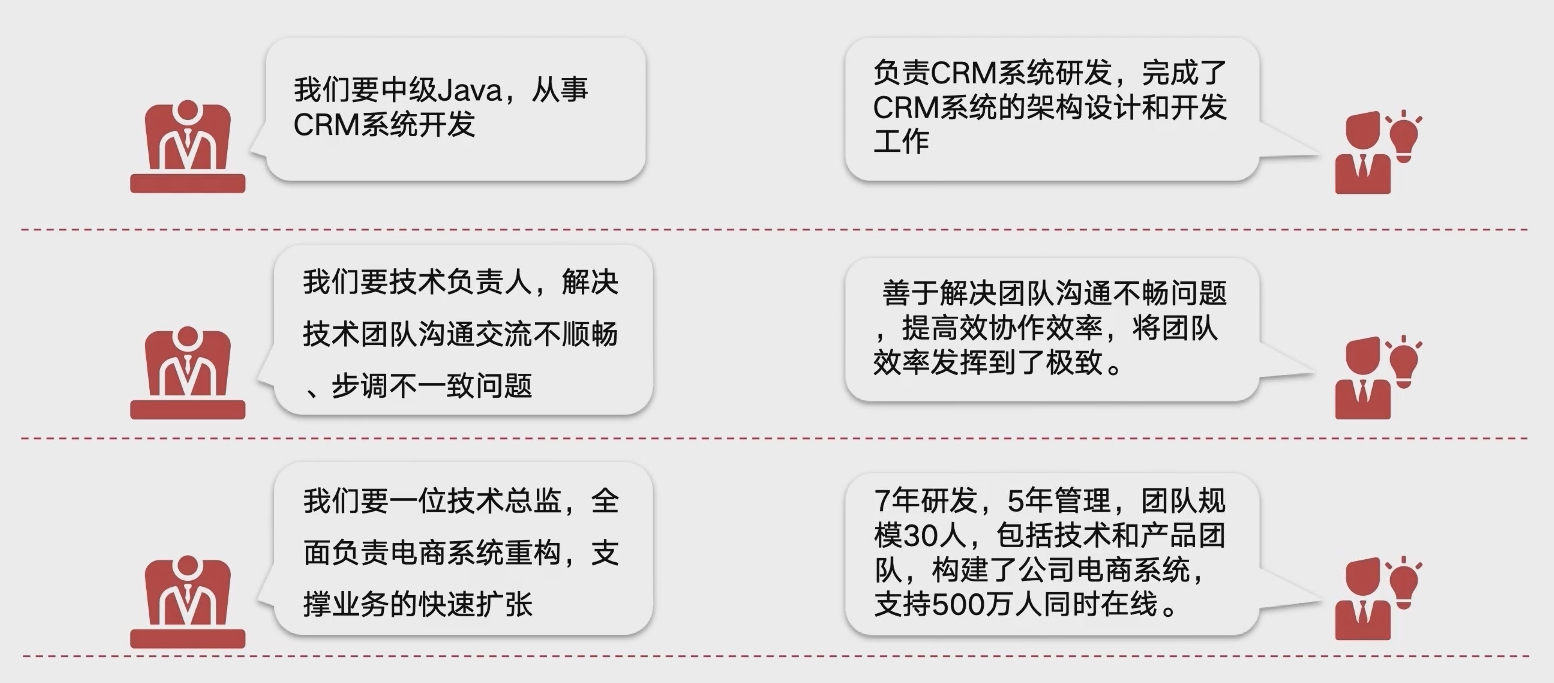 我们要中级Java，从事
CRM系统开发
负责CRM系统研发，完成了
CRM系统的架构设计和开发
工作
我们要技术负责人，解决
技术团队沟通交流不顺畅
、步调不一致问题
善于解决团队沟通不畅问题
，提高效协作效率，将团队
效率发挥到了极致。
我们要一位技术总监，全
面负责电商系统重构，支
撑业务的快速扩张
7年研发，5年管理，团队规
模30人，包括技术和产品团
队，构建了公司电商系统，
支持500万人同时在线。